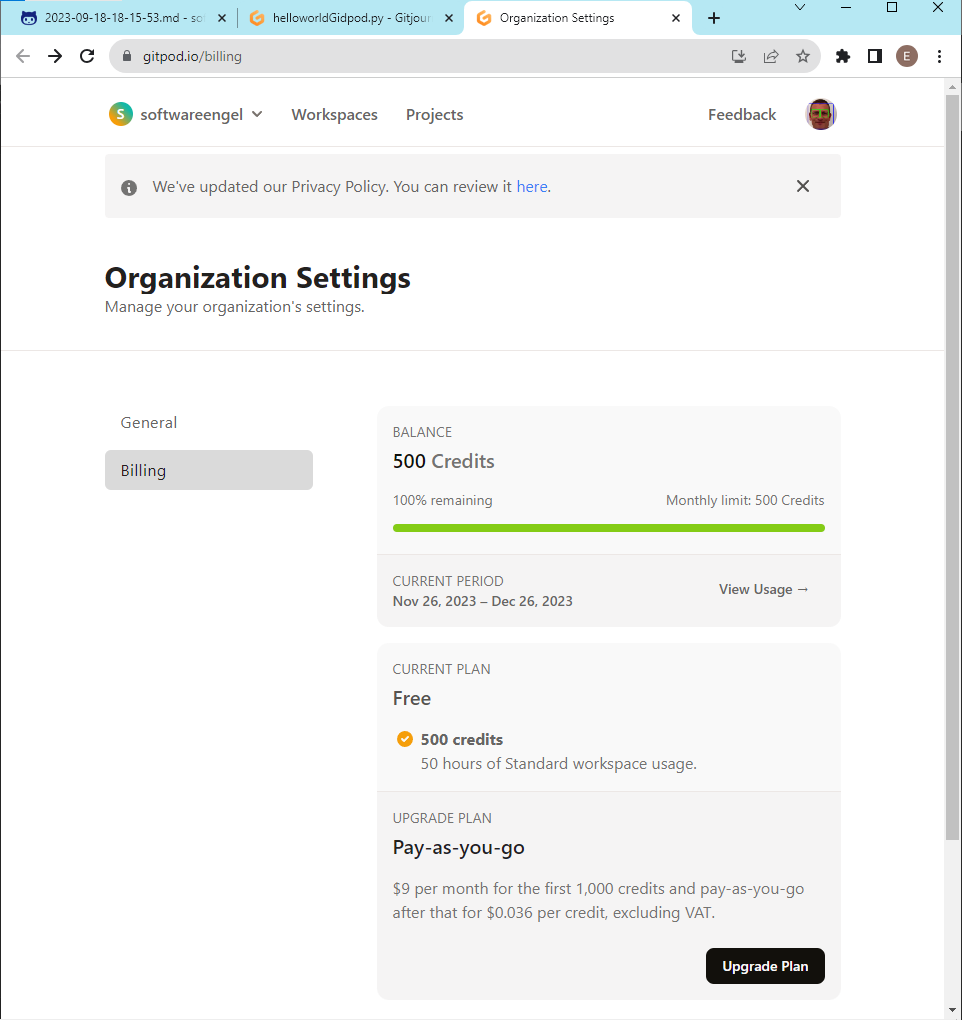 2023-09-18-18-15-53.md - so
helloworldGidpod.py - Gitjour
Organization Settings
gitpod.io/billing
E
S softwareengel
Workspaces
Projects
Feedback
We've updated our Privacy Policy. You can review it here.
Organization Settings
Manage your organization's settings.
General
Billing
BALANCE
500 Credits
100% remaining
Monthly limit: 500 Credits
CURRENT PERIOD
Nov 26, 2023 – Dec 26, 2023
View Usage →
CURRENT PLAN
Free
500 credits
50 hours of Standard workspace usage.
UPGRADE PLAN
Pay-as-you-go
$9 per month for the first 1,000 credits and pay-as-you-go
after that for $0.036 per credit, excluding VAT.
Upgrade Plan